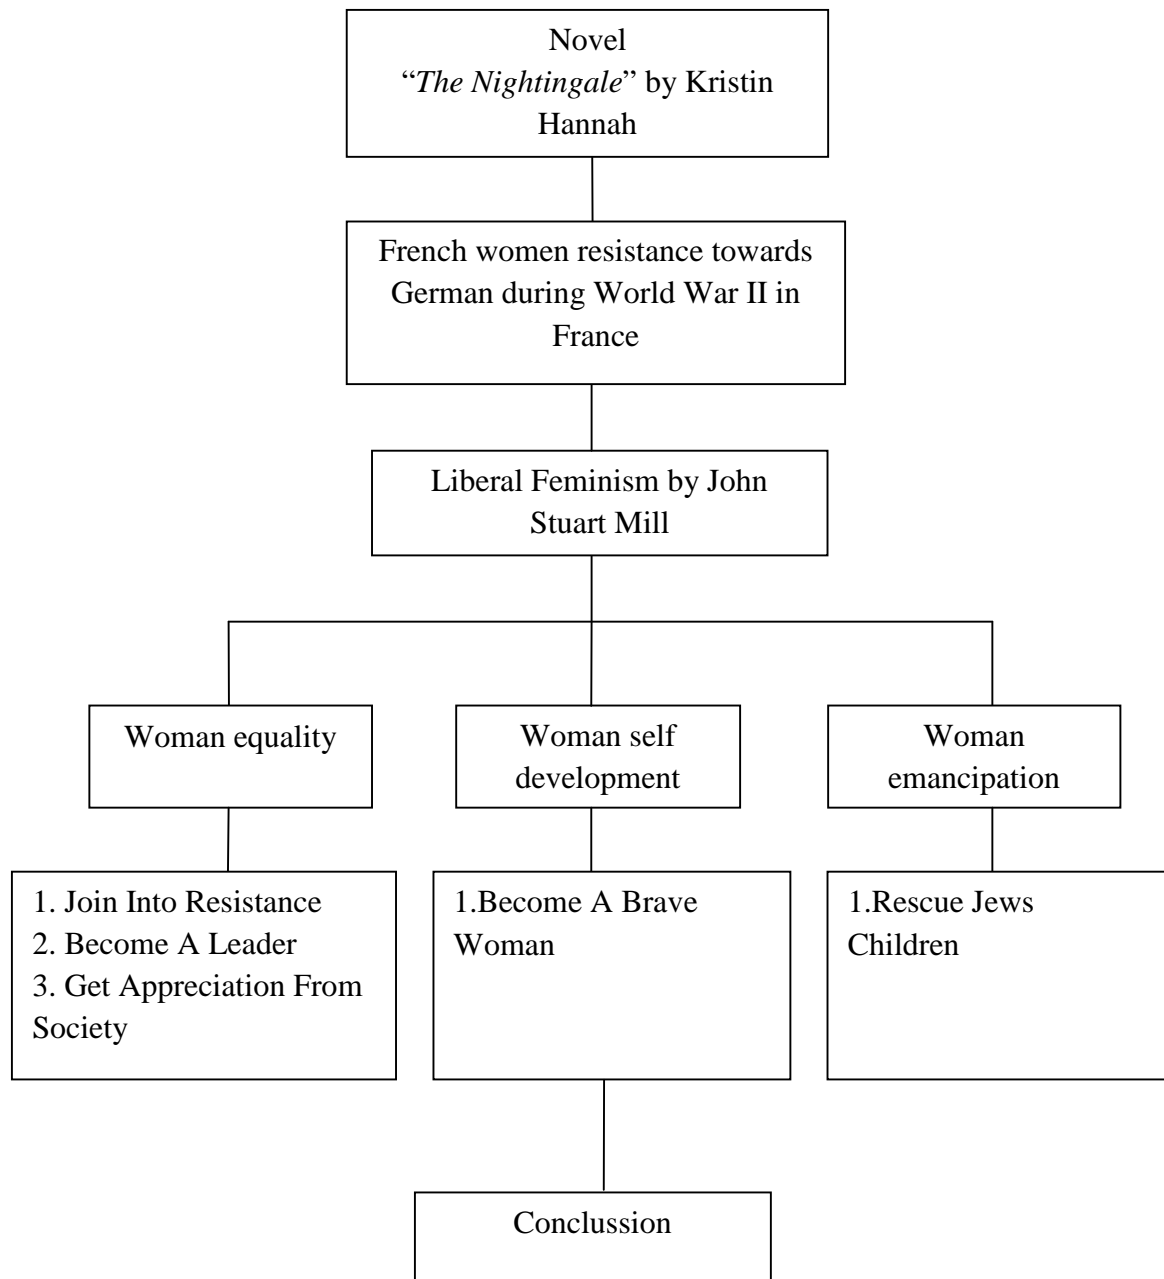 Novel
“The Nightingale” by Kristin
Hannah
French women resistance towards
German during World War II in
France
Liberal Feminism by John
Stuart Mill
Woman equality
Woman self
development
Woman
emancipation
1. Join Into Resistance
2. Become A Leader
3. Get Appreciation From
Society
1.Become A Brave
Woman
1.Rescue Jews
Children
Conclussion